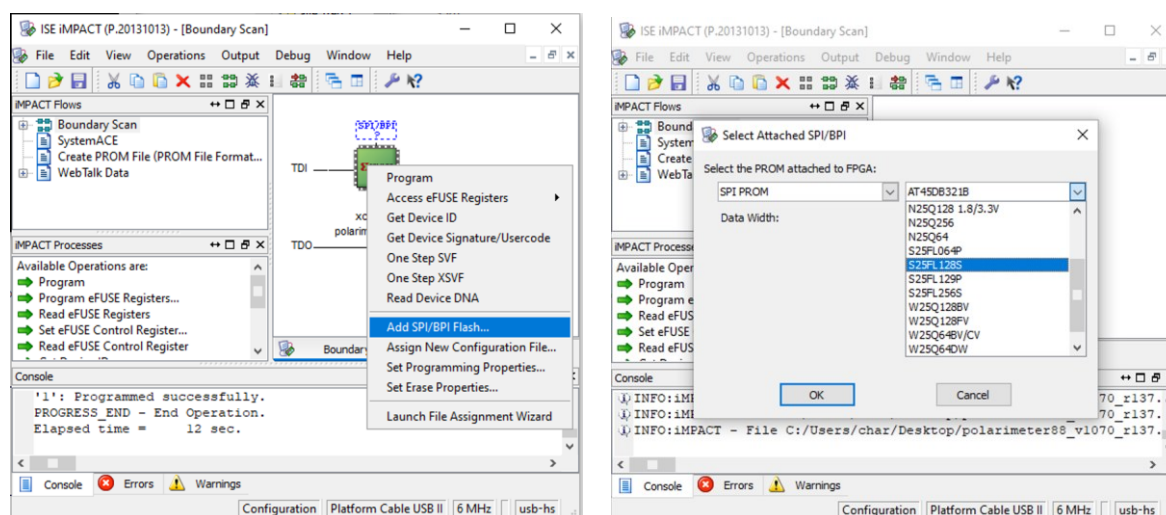 ISE iMPACT (P.20131013) - [Boundary Scan]
File Edit View Operations Output Debug Window Help
iMPACT Flows
Boundary Scan
SystemACE
Create PROM File (PROM File Format...
WebTalk Data
iMPACT Processes
Available Operations are:
Program
Program eFUSE Registers...
Read eFUSE Registers
Set eFUSE Control Register...
Read eFUSE Control Register
SPI/BPI
?
TDI
TDO
Program
Access eFUSE Registers
Get Device ID
Get Device Signature/Usercode
One Step SVF
One Step XSVF
Read Device DNA
Add SPI/BPI Flash...
Assign New Configuration File...
Set Programming Properties...
Set Erase Properties...
Launch File Assignment Wizard
Console
'1': Programmed successfully.
PROGRESS_END - End Operation.
Elapsed time = 12 sec.
Console Errors Warnings
Configuration Platform Cable USB II 6 MHz usb-hs
ISE iMPACT (P.20131013) - [Boundary Scan]
File Edit View Operations Output Debug Window Help
iMPACT Flows
Bound
System
Create
WebTa
iMPACT Processe
Available Oper
Program
Program e
Read eFUS
Set eFUSE
Read eFUS
Select Attached SPI/BPI
Select the PROM attached to FPGA:
SPI PROM
AT45DB321B
Data Width:
N25Q128 1.8/3.3V
N25Q256
N25Q64
S25FL064P
S25FL128S
S25FL129P
S25FL256S
W25Q128BV
W25Q128FV
W25Q64BV/CV
W25Q64DW
OK Cancel
Console
INFO:iMP 70_r137.
INFO:iMP 70_r137.
INFO:iMPACT - File C:/Users/char/Desktop/polarimeter88_v1070_r137.
Console Errors Warnings
Configuration Platform Cable USB II 6 MHz usb-hs